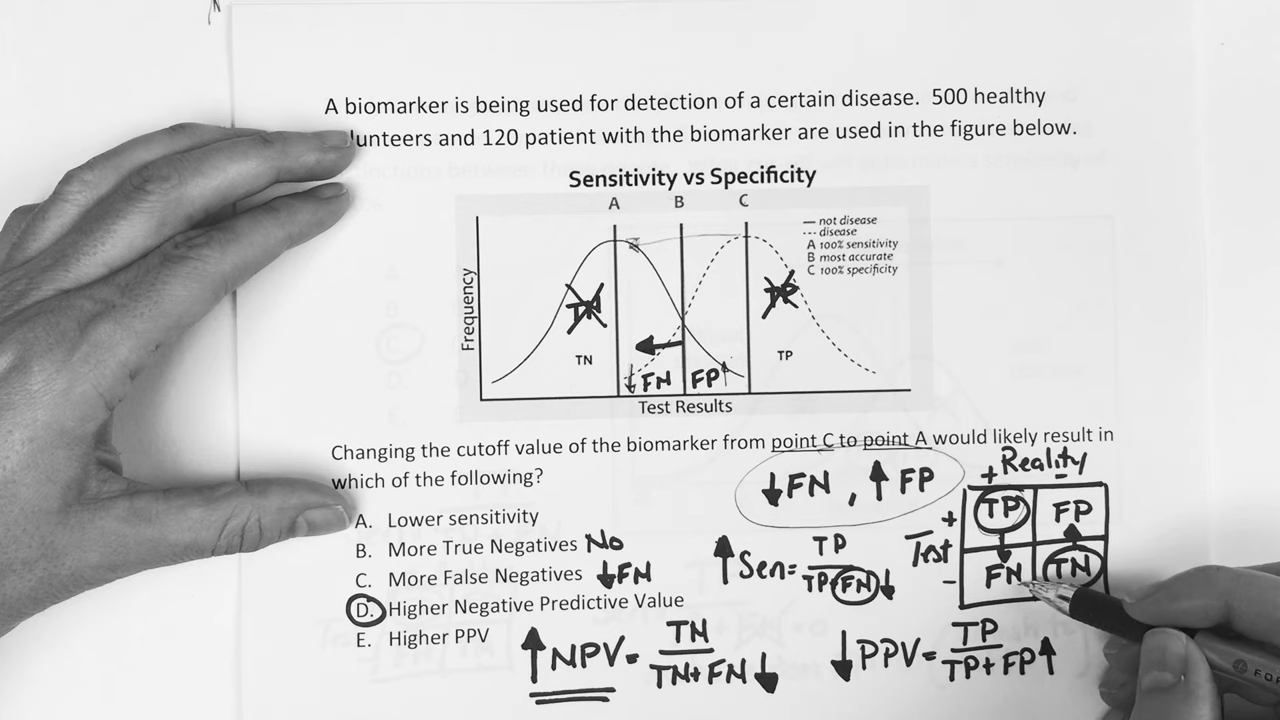 A biomarker is being used for detection of a certain disease. 500 healthy
unteers and 120 patient with the biomarker are used in the figure below.
Sensitivity vs Specificity
A B C
— not disease
--- disease
A 100% sensitivity
B most accurate
C 100% specificity
Frequency
TN
TP
TN
TP
↓FN
FP↑
Test Results
Changing the cutoff value of the biomarker from point C to point A would likely result in
which of the following?
↓FN , ↑FP
A. Lower sensitivity
B. More True Negatives No
C. More False Negatives ↓FN
D. Higher Negative Predictive Value
E. Higher PPV
↑Sen= TP
TP+FN↓
+ Reality -
Test
+ TP FP
- FN TN
↑NPV= TN
TN+FN↓
↓PPV= TP
TP+FP↑